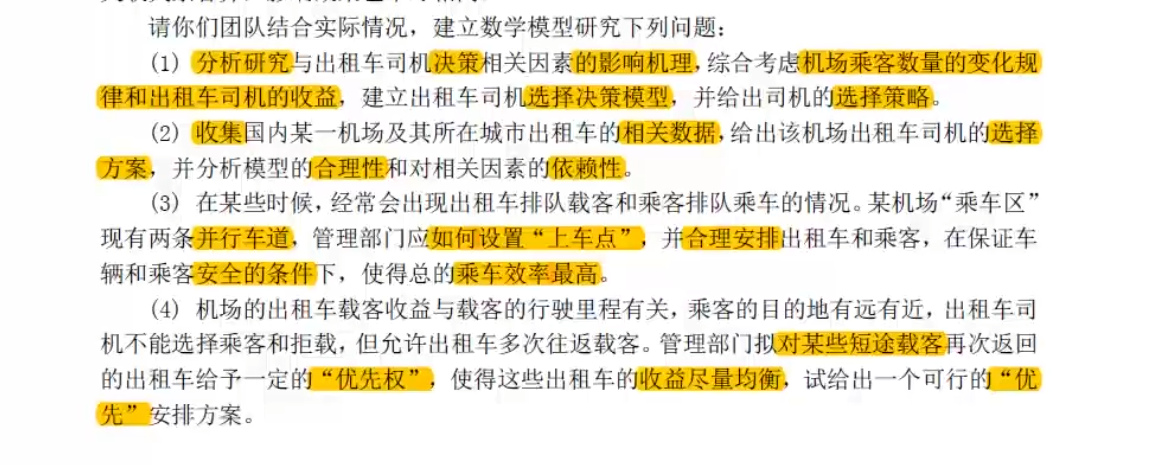 请你们团队结合实际情况，建立数学模型研究下列问题：
(1) 分析研究与出租车司机决策相关因素的影响机理，综合考虑机场乘客数量的变化规
律和出租车司机的收益，建立出租车司机选择决策模型，并给出司机的选择策略。
(2) 收集国内某一机场及其所在城市出租车的相关数据，给出该机场出租车司机的选择
方案，并分析模型的合理性和对相关因素的依赖性。
(3) 在某些时候，经常会出现出租车排队载客和乘客排队乘车的情况。某机场“乘车区”
现有两条并行车道，管理部门应如何设置“上车点”，并合理安排出租车和乘客，在保证车
辆和乘客安全的条件下，使得总的乘车效率最高。
(4) 机场的出租车载客收益与载客的行驶里程有关，乘客的目的地有远有近，出租车司
机不能选择乘客和拒载，但允许出租车多次往返载客。管理部门拟对某些短途载客再次返回
的出租车给予一定的“优先权”，使得这些出租车的收益尽量均衡，试给出一个可行的“优
先”安排方案。